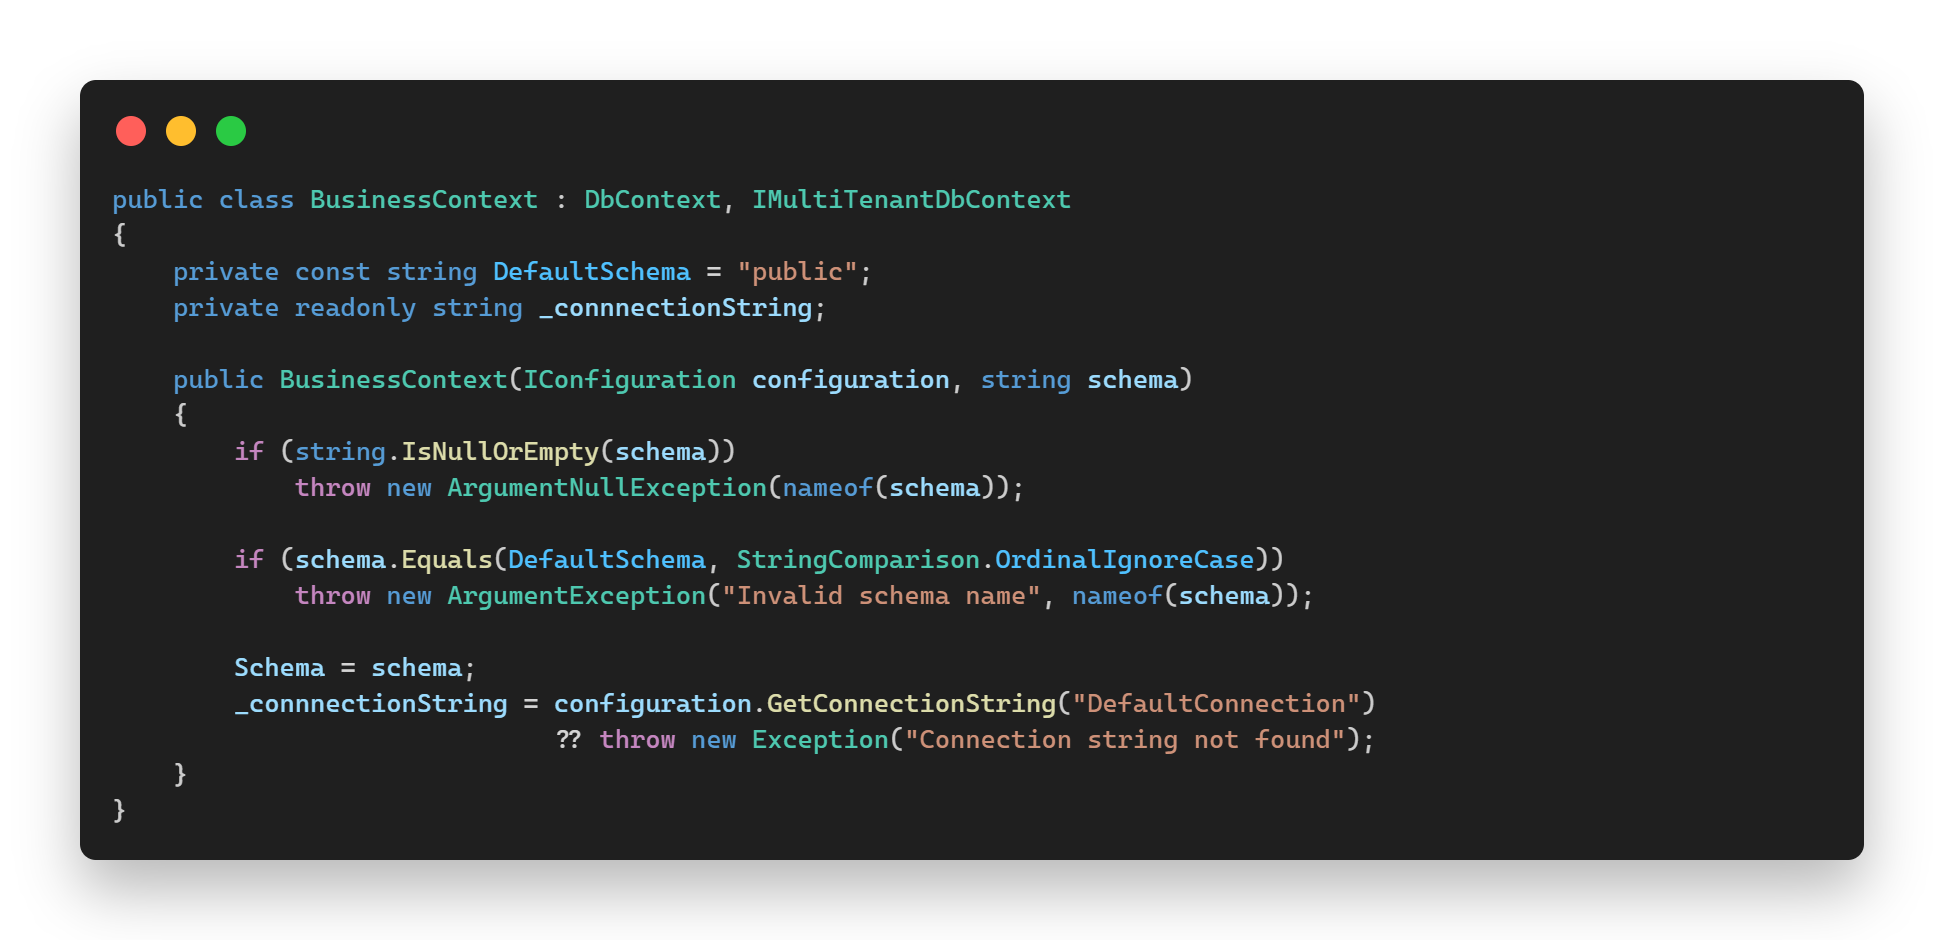 public class BusinessContext : DbContext, IMultiTenantDbContext
{
    private const string DefaultSchema = "public";
    private readonly string _connnectionString;

    public BusinessContext(IConfiguration configuration, string schema)
    {
        if (string.IsNullOrEmpty(schema))
            throw new ArgumentNullException(nameof(schema));

        if (schema.Equals(DefaultSchema, StringComparison.OrdinalIgnoreCase))
            throw new ArgumentException("Invalid schema name", nameof(schema));

        Schema = schema;
        _connnectionString = configuration.GetConnectionString("DefaultConnection")
                             ?? throw new Exception("Connection string not found");
    }
}